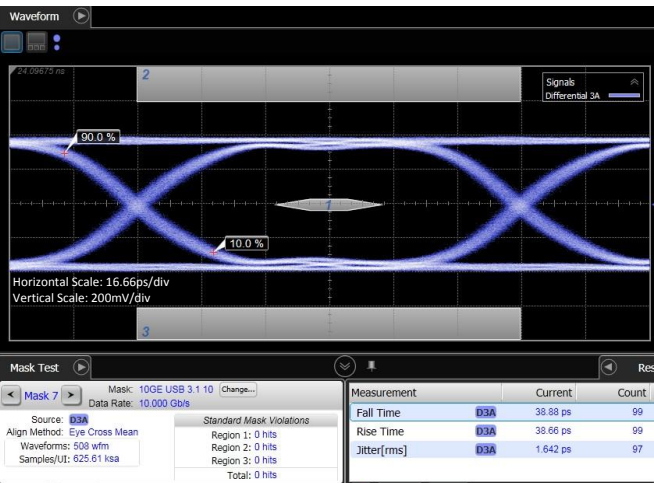 Waveform
24.09675 ns
2
Signals
Differential 3A
90.0 %
1
10.0 %
Horizontal Scale: 16.66ps/div
Vertical Scale: 200mV/div
3
Mask Test
Res
Mask 7
Mask: 10GE USB 3.1 10 Change...
Data Rate: 10.000 Gb/s
Source: D3A
Align Method: Eye Cross Mean
Waveforms: 508 wfm
Samples/UI: 625.61 ksa
Standard Mask Violations
Region 1: 0 hits
Region 2: 0 hits
Region 3: 0 hits
Total: 0 hits
Measurement Current Count
Fall Time D3A 38.88 ps 99
Rise Time D3A 38.66 ps 99
Jitter[rms] D3A 1.642 ps 97